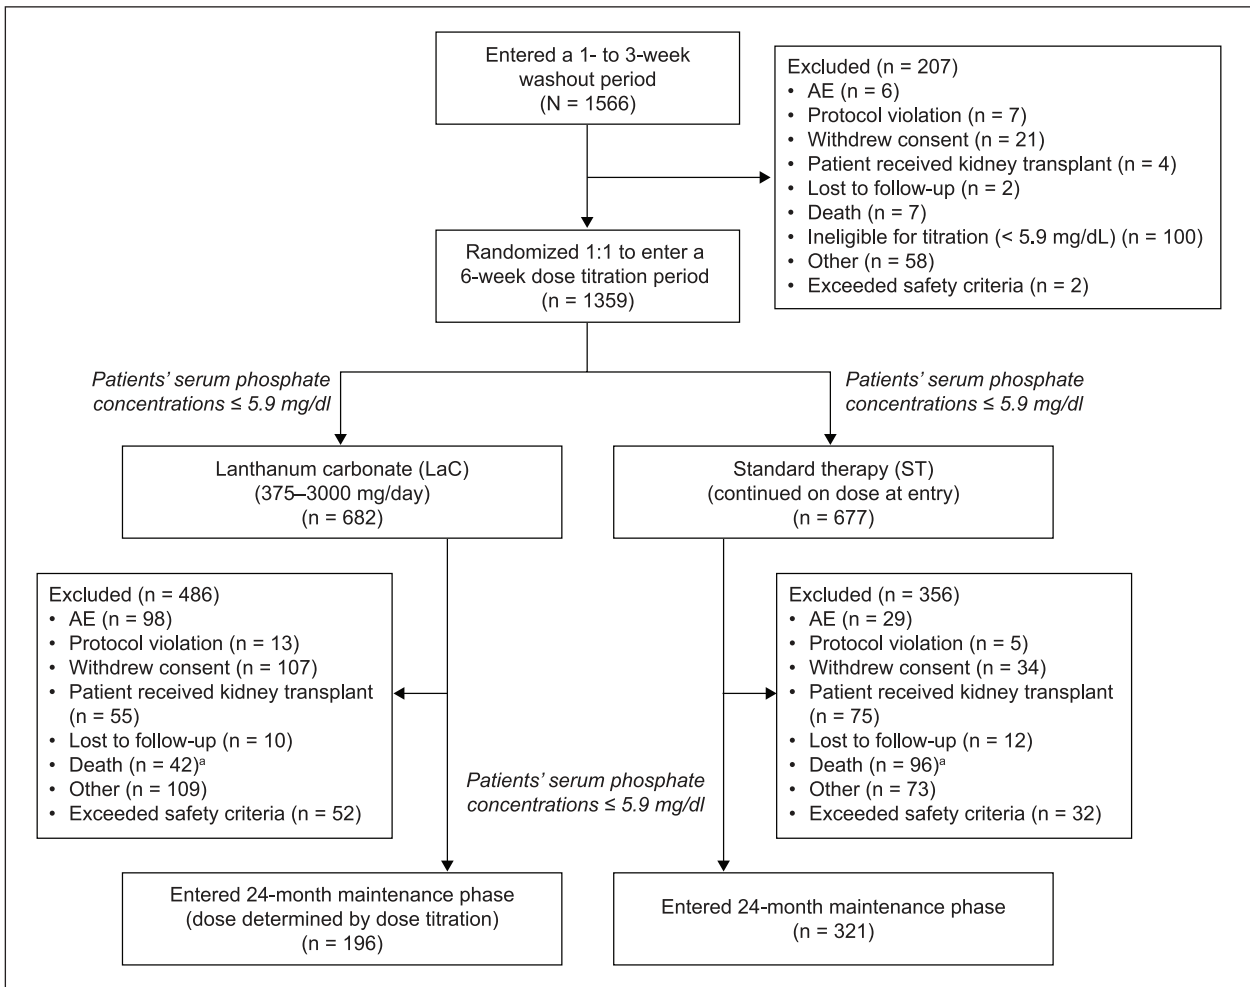 Entered a 1- to 3-week
washout period
(N = 1566)
Excluded (n = 207)
• AE (n = 6)
• Protocol violation (n = 7)
• Withdrew consent (n = 21)
• Patient received kidney transplant (n = 4)
• Lost to follow-up (n = 2)
• Death (n = 7)
• Ineligible for titration (< 5.9 mg/dL) (n = 100)
• Other (n = 58)
• Exceeded safety criteria (n = 2)
Randomized 1:1 to enter a
6-week dose titration period
(n = 1359)
Patients’ serum phosphate
concentrations ≤ 5.9 mg/dl
Patients’ serum phosphate
concentrations ≤ 5.9 mg/dl
Lanthanum carbonate (LaC)
(375–3000 mg/day)
(n = 682)
Standard therapy (ST)
(continued on dose at entry)
(n = 677)
Excluded (n = 486)
• AE (n = 98)
• Protocol violation (n = 13)
• Withdrew consent (n = 107)
• Patient received kidney transplant
(n = 55)
• Lost to follow-up (n = 10)
• Death (n = 42)ᵃ
• Other (n = 109)
• Exceeded safety criteria (n = 52)
Patients’ serum phosphate
concentrations ≤ 5.9 mg/dl
Excluded (n = 356)
• AE (n = 29)
• Protocol violation (n = 5)
• Withdrew consent (n = 34)
• Patient received kidney transplant
(n = 75)
• Lost to follow-up (n = 12)
• Death (n = 96)ᵃ
• Other (n = 73)
• Exceeded safety criteria (n = 32)
Entered 24-month maintenance phase
(dose determined by dose titration)
(n = 196)
Entered 24-month maintenance phase
(n = 321)